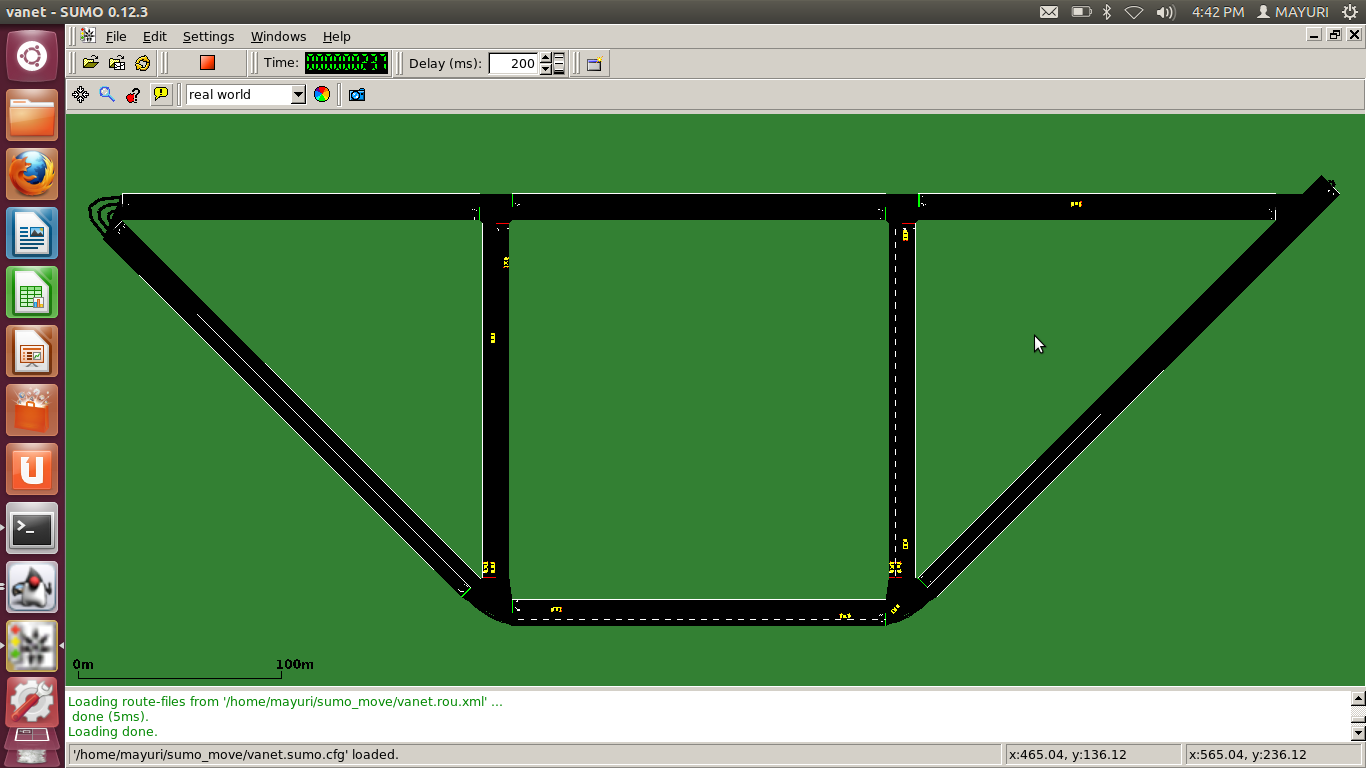 vanet - SUMO 0.12.3
4:42 PM MAYURI
File Edit Settings Windows Help
Time: Delay (ms): 200
real world
0m 100m
Loading route-files from '/home/mayuri/sumo_move/vanet.rou.xml' ...
done (5ms).
Loading done.
'/home/mayuri/sumo_move/vanet.sumo.cfg' loaded. x:465.04, y:136.12 x:565.04, y:236.12